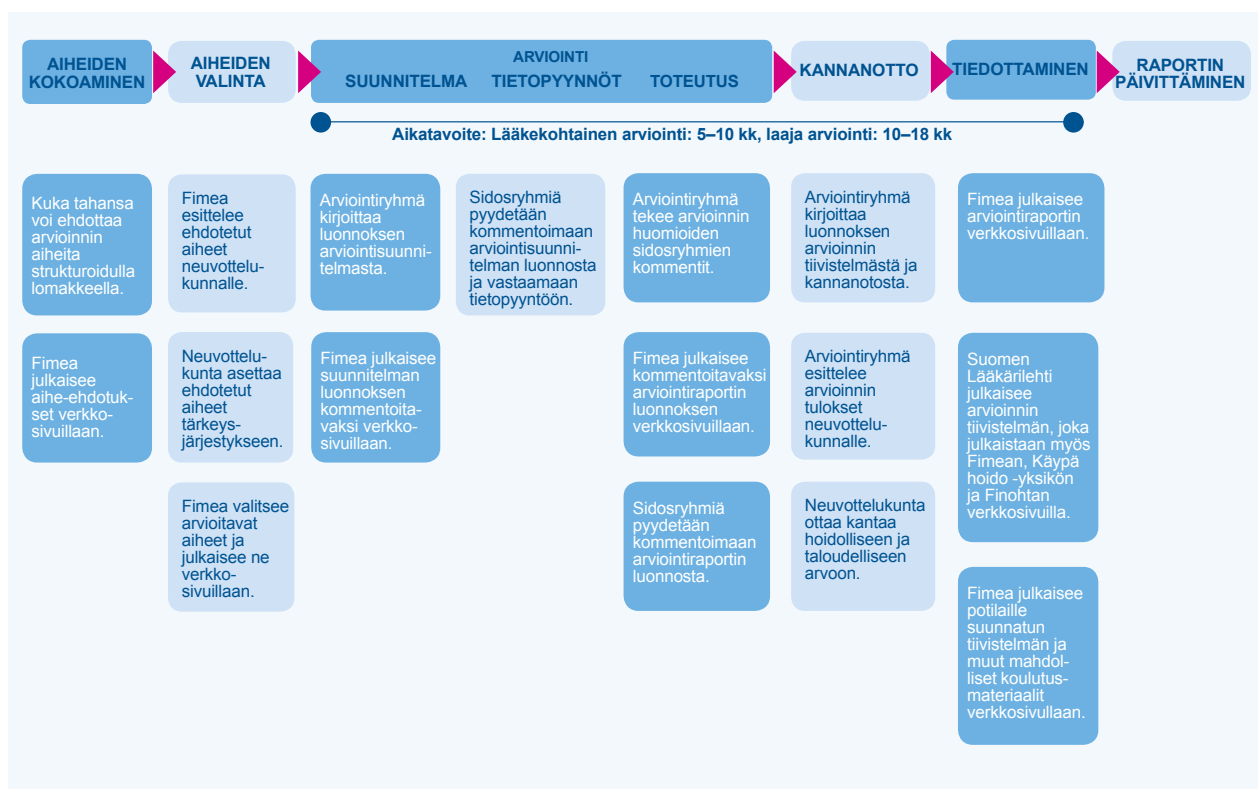 AIHEIDEN
KOKOAMINEN
AIHEIDEN
VALINTA
ARVIOINTI
SUUNNITELMA
TIETOPYYNNÖT
TOTEUTUS
KANNANOTTO
TIEDOTTAMINEN
RAPORTIN
PÄIVITTÄMINEN
Aikatavoite: Lääkekohtainen arviointi: 5–10 kk, laaja arviointi: 10–18 kk
Kuka tahansa
voi ehdottaa
arvioinnin
aiheita
strukturoidulla
lomakkeella.
Fimea
julkaisee
aihe-ehdotuk-
set verkko-
sivuillaan.
Fimea
esittelee
ehdotetut
aiheet
neuvottelu-
kunnalle.
Neuvottelu-
kunta asettaa
ehdotetut
aiheet
tärkeys-
järjestykseen.
Fimea valitsee
arvioitavat
aiheet ja
julkaisee ne
verkko-
sivuillaan.
Arviointiryhmä
kirjoittaa
luonnoksen
arviointisuunni-
telmasta.
Fimea julkaisee
suunnitelman
luonnoksen
kommentoita-
vaksi verkko-
sivuillaan.
Sidosryhmiä
pyydetään
kommentoimaan
arviointisuunni-
telman luonnosta
ja vastaamaan
tietopyyntöön.
Arviointiryhmä
tekee arvioinnin
huomioiden
sidosryhmien
kommentit.
Fimea julkaisee
kommentoitavaksi
arviointiraportin
luonnoksen
verkkosivuillaan.
Sidosryhmiä
pyydetään
kommentoimaan
arviointiraportin
luonnosta.
Arviointiryhmä
kirjoittaa
luonnoksen
arvioinnin
tiivistelmästä ja
kannanotosta.
Arviointiryhmä
esittelee
arvioinnin
tulokset
neuvottelu-
kunnalle.
Neuvottelukunta
ottaa kantaa
hoidolliseen ja
taloudelliseen
arvoon.
Fimea julkaisee
arviointiraportin
verkkosivuillaan.
Suomen
Lääkärilehti
julkaisee
arvioinnin
tiivistelmän, joka
julkaistaan myös
Fimean, Käypä
hoido -yksikön
ja Finohtan
verkkosivuilla.
Fimea julkaisee
potilaille
suunnatun
tiivistelmän ja
muut mahdol-
liset koulutus-
materiaalit
verkkosivullaan.